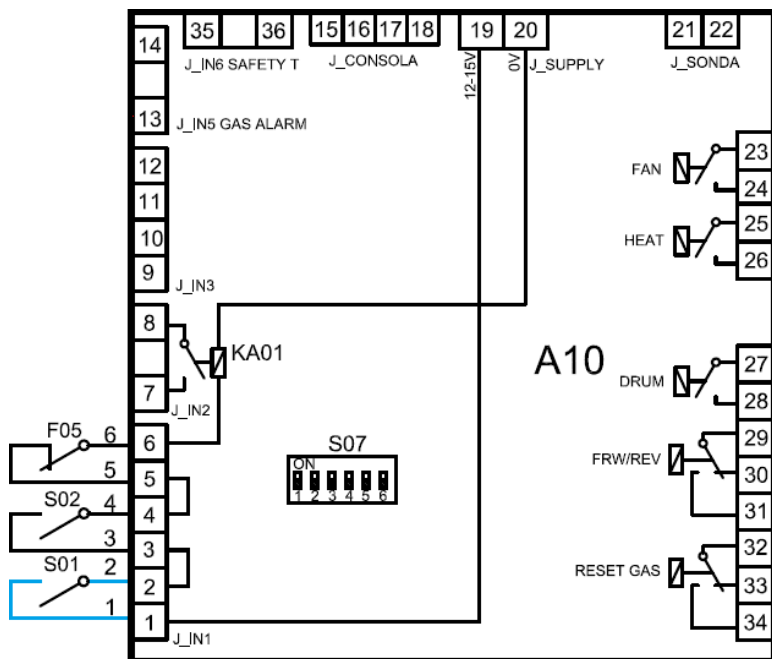 14
35
36
15 16 17 18
19 20
21 22
J_IN6 SAFETY T
J_CONSOLA
12-15V
0V
J_SUPPLY
J_SONDA
13
J_IN5 GAS ALARM
12
11
10
9
J_IN3
FAN
23
24
HEAT
25
26
8
KA01
7
J_IN2
A10
DRUM
27
28
F05
6
5
6
5
S07
ON
1 2 3 4 5 6
FRW/REV
29
30
31
S02
4
3
4
3
S01
2
1
2
1
J_IN1
RESET GAS
32
33
34